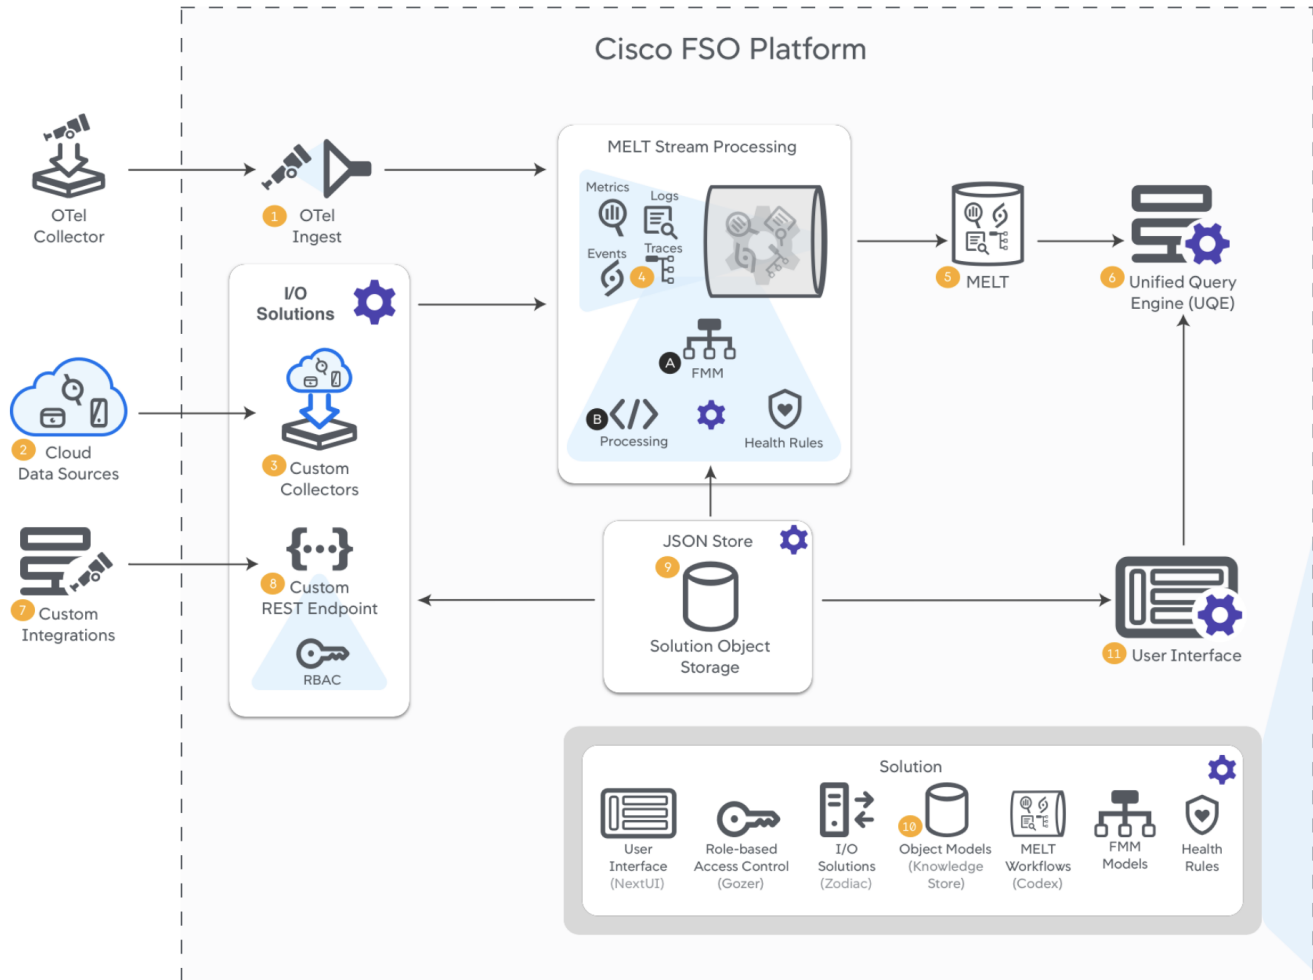 Cisco FSO Platform
OTel
Collector
1 OTel
Ingest
MELT Stream Processing
Metrics
Logs
Events
Traces
4
A
FMM
B
</>
Processing
Health Rules
5 MELT
6 Unified Query
Engine (UQE)
I/O
Solutions
2 Cloud
Data Sources
3 Custom
Collectors
7 Custom
Integrations
{...}
8 Custom
REST Endpoint
RBAC
JSON Store
9
Solution Object
Storage
11 User Interface
Solution
User
Interface
(NextUI)
Role-based
Access Control
(Gozer)
I/O
Solutions
(Zodiac)
10
Object Models
(Knowledge
Store)
MELT
Workflows
(Codex)
FMM
Models
Health
Rules